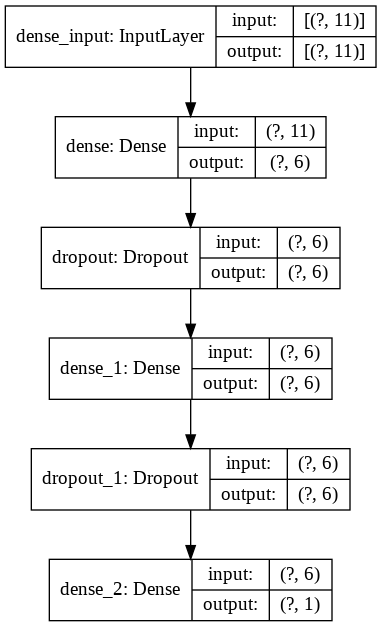 dense_input: InputLayer
input: [(?, 11)]
output: [(?, 11)]
dense: Dense
input: (?, 11)
output: (?, 6)
dropout: Dropout
input: (?, 6)
output: (?, 6)
dense_1: Dense
input: (?, 6)
output: (?, 6)
dropout_1: Dropout
input: (?, 6)
output: (?, 6)
dense_2: Dense
input: (?, 6)
output: (?, 1)